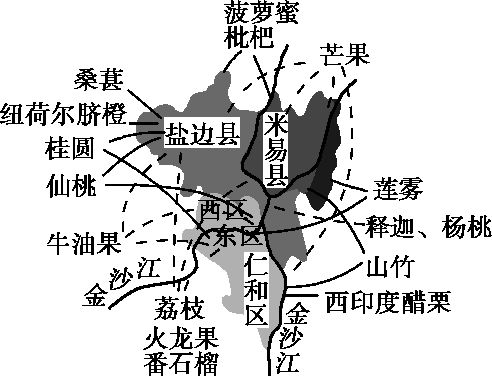 菠萝蜜
枇杷
芒果
桑葚
纽荷尔脐橙
盐边县
米易县
桂圆
仙桃
西区
莲雾
东区
释迦、杨桃
牛油果
仁和区
山竹
金沙江
荔枝
火龙果
番石榴
西印度醋栗
金沙江